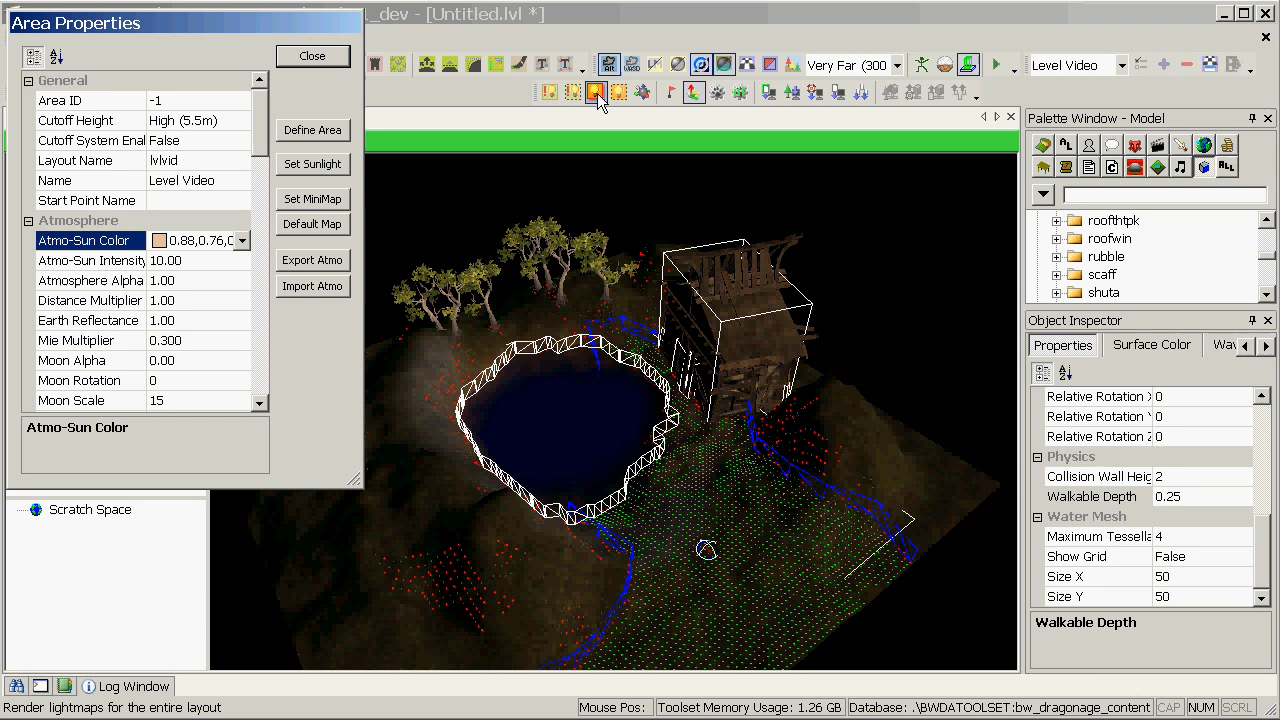 _dev - [Untitled.lvl *]
Area Properties
Close
General
Area ID -1
Cutoff Height High (5.5m)
Cutoff System Enal False
Layout Name lvlvid
Name Level Video
Start Point Name
Atmosphere
Atmo-Sun Color 0.88,0.76,0
Atmo-Sun Intensity 10.00
Atmosphere Alpha 1.00
Distance Multiplier 1.00
Earth Reflectance 1.00
Mie Multiplier 0.300
Moon Alpha 0.00
Moon Rotation 0
Moon Scale 15
Define Area
Set Sunlight
Set MiniMap
Default Map
Export Atmo
Import Atmo
Atmo-Sun Color
Alt
Very Far (300
Level Video
Palette Window - Model
ALL
roofthtpk
roofwin
rubble
scaff
shuta
Object Inspector
Properties Surface Color Wav
Relative Rotation X 0
Relative Rotation Y 0
Relative Rotation Z 0
Physics
Collision Wall Heig 2
Walkable Depth 0.25
Water Mesh
Maximum Tessella 4
Show Grid False
Size X 50
Size Y 50
Walkable Depth
Scratch Space
Log Window
Render lightmaps for the entire layout
Mouse Pos:
Toolset Memory Usage: 1.26 GB
Database: .\BWDATOOLSET:bw_dragonage_content
CAP NUM SCRL